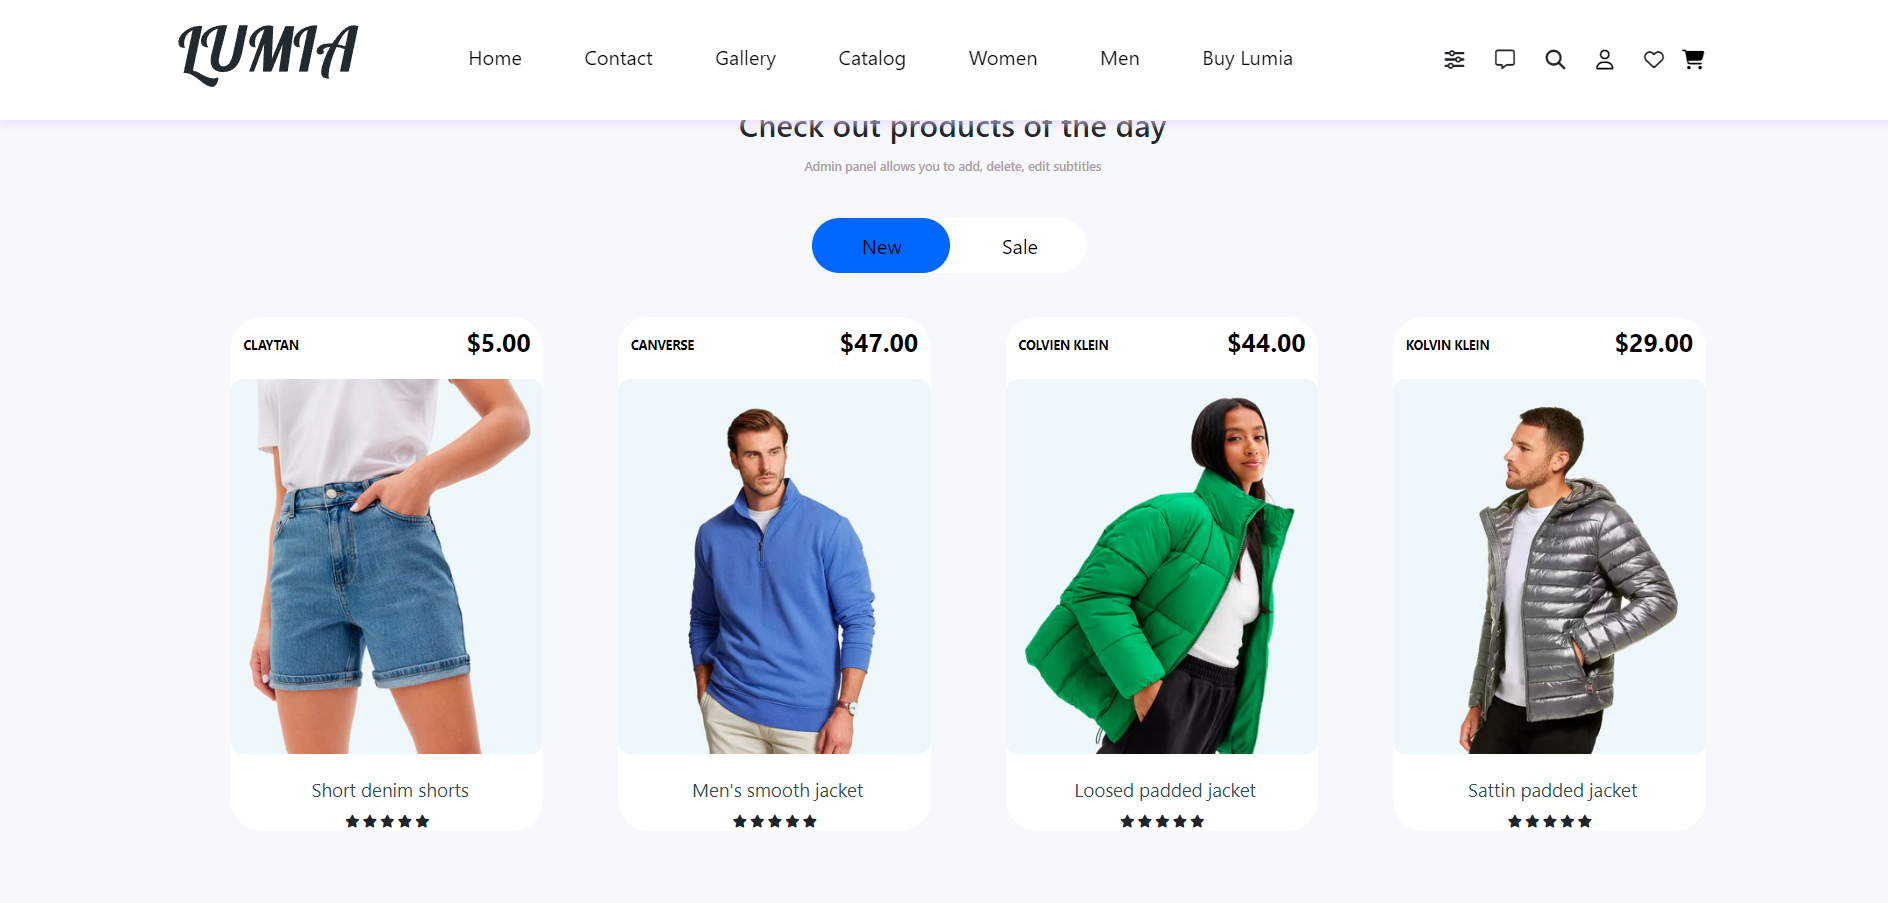 LUMIA
Home Contact Gallery Catalog Women Men Buy Lumia
Check out products of the day
Admin panel allows you to add, delete, edit subtitles
New Sale
CLAYTAN $5.00
CANVERSE $47.00
COLVIEN KLEIN $44.00
KOLVIN KLEIN $29.00
Short denim shorts
Men's smooth jacket
Loosed padded jacket
Sattin padded jacket